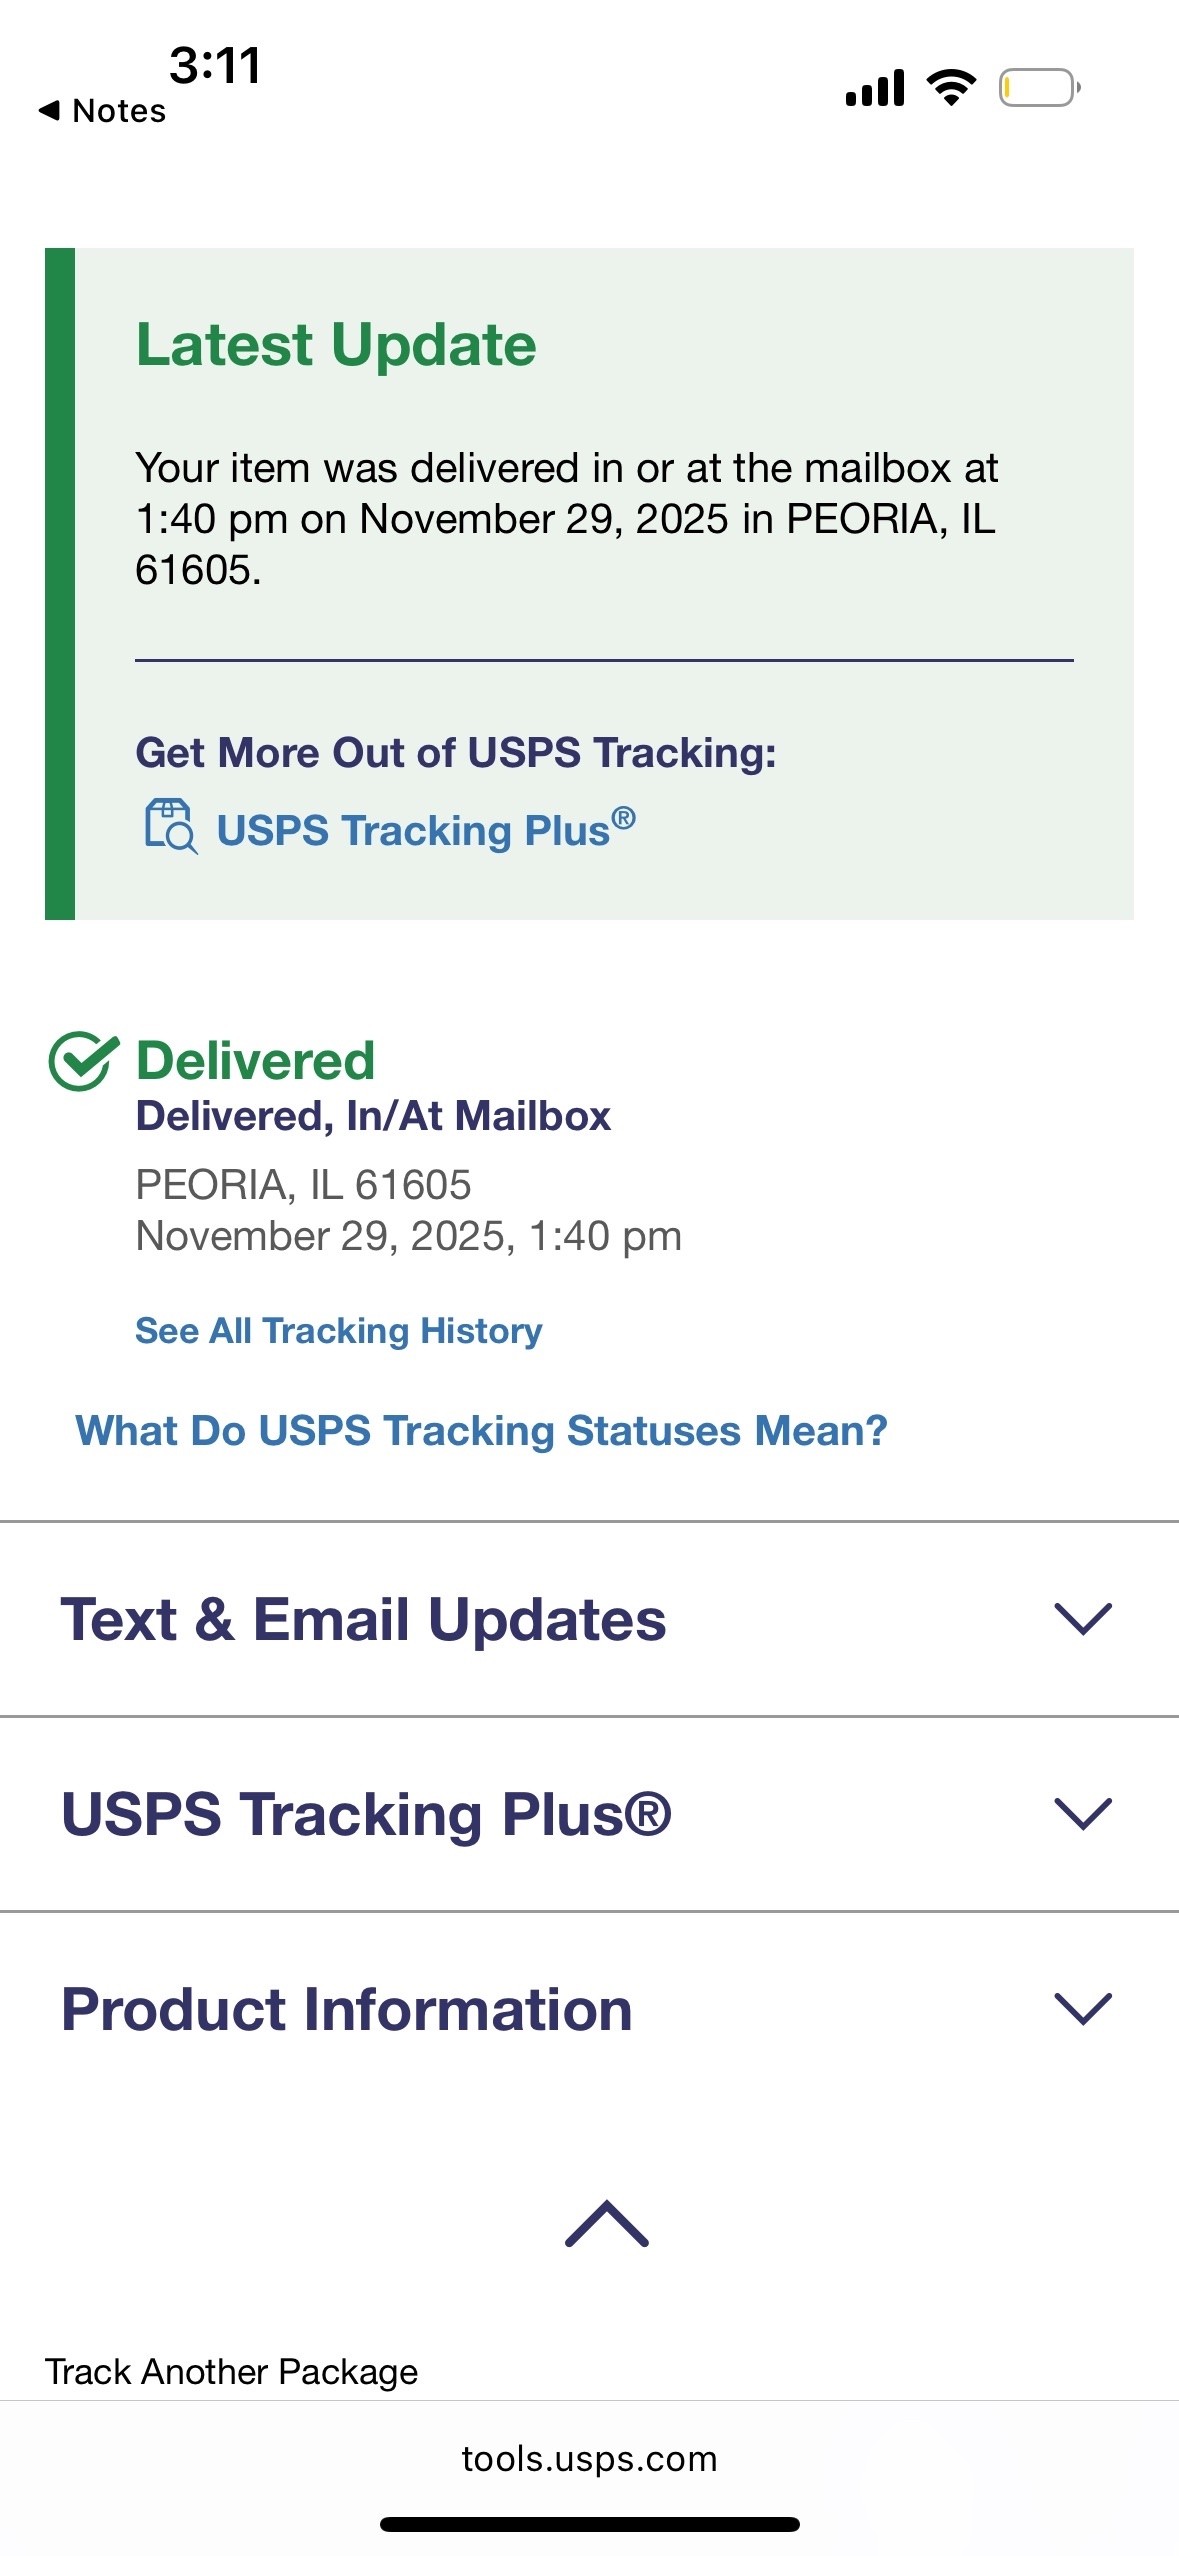 3:11
◀ Notes
Latest Update
Your item was delivered in or at the mailbox at
1:40 pm on November 29, 2025 in PEORIA, IL
61605.
Get More Out of USPS Tracking:
USPS Tracking Plus®
Delivered
Delivered, In/At Mailbox
PEORIA, IL 61605
November 29, 2025, 1:40 pm
See All Tracking History
What Do USPS Tracking Statuses Mean?
Text & Email Updates
USPS Tracking Plus®
Product Information
Track Another Package
tools.usps.com